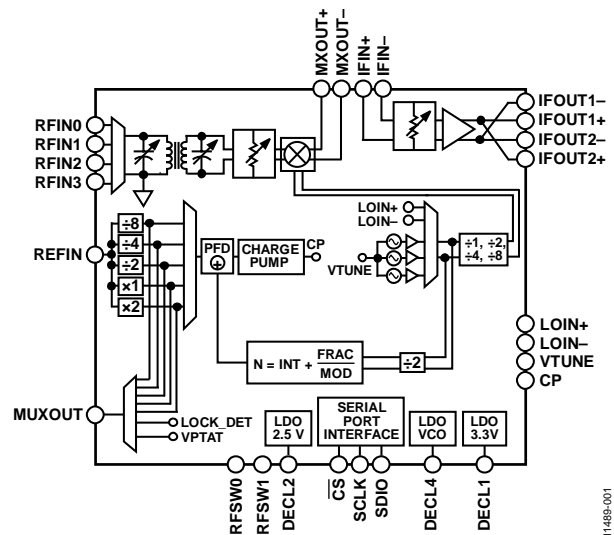 MXOUT+
MXOUT–
IFIN+
IFIN–
RFIN0
RFIN1
RFIN2
RFIN3
IFOUT1–
IFOUT1+
IFOUT2–
IFOUT2+
REFIN
÷8
÷4
÷2
×1
×2
PFD
+
CHARGE
PUMP
CP
LOIN+
LOIN–
VTUNE
÷1, ÷2,
÷4, ÷8
N = INT + FRAC
MOD
÷2
LOIN+
LOIN–
VTUNE
CP
MUXOUT
LOCK_DET
VPTAT
LDO
2.5 V
SERIAL
PORT
INTERFACE
LDO
VCO
LDO
3.3V
RFSW0
RFSW1
DECL2
CS
SCLK
SDIO
DECL4
DECL1
11489-001